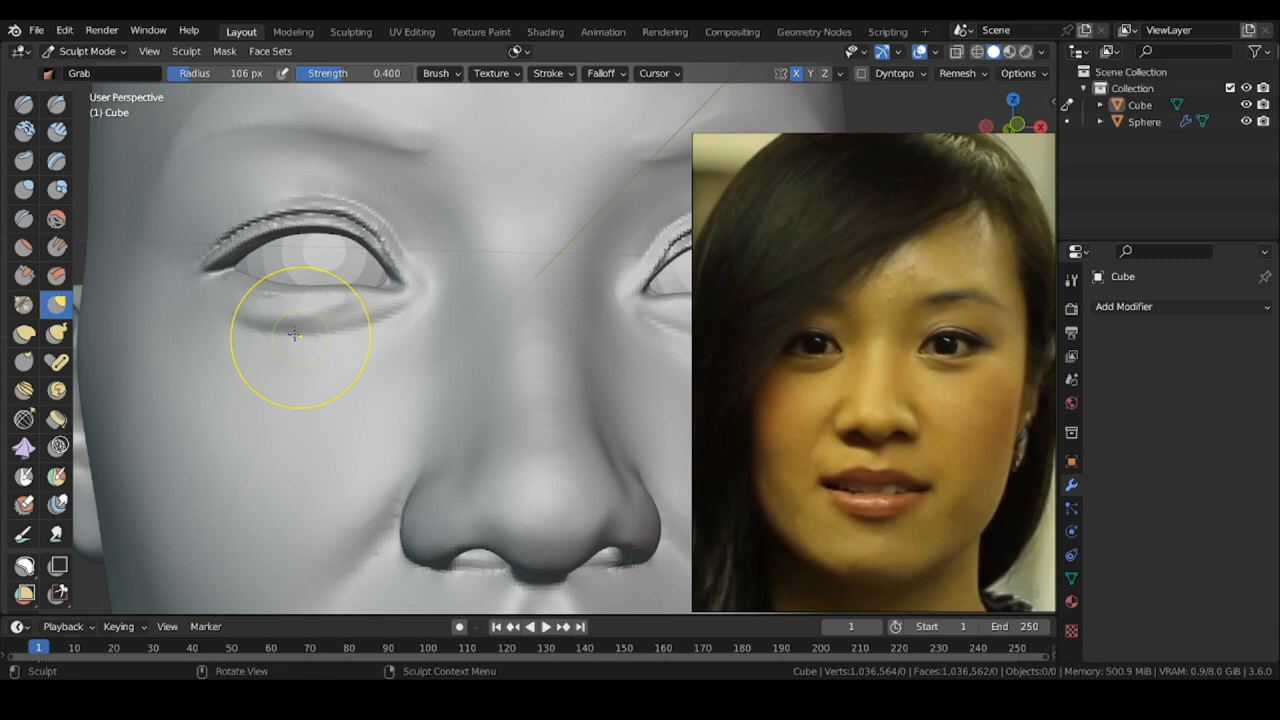 File Edit Render Window Help Layout Modeling Sculpting UV Editing Texture Paint Shading Animation Rendering Compositing Geometry Nodes Scripting + Scene ViewLayer
Sculpt Mode View Sculpt Mask Face Sets
Grab Radius 106 px Strength 0.400 Brush Texture Stroke Falloff Cursor X Y Z Dyntopo Remesh Options
Scene Collection
Collection
Cube
Sphere
User Perspective
(1) Cube
Z
X
Cube
Add Modifier
Playback Keying View Marker 1 Start 1 End 250
1 10 20 30 40 50 60 70 80 90 100 110 120 130 140 150 160 170 180 190 200 210 220 230 240 250
Sculpt Rotate View Sculpt Context Menu Cube | Verts:1,036,564/0 | Faces:1,036,562/0 | Objects:0/0 | Memory: 500.9 MiB | VRAM: 0.9/8.0 GiB | 3.6.0